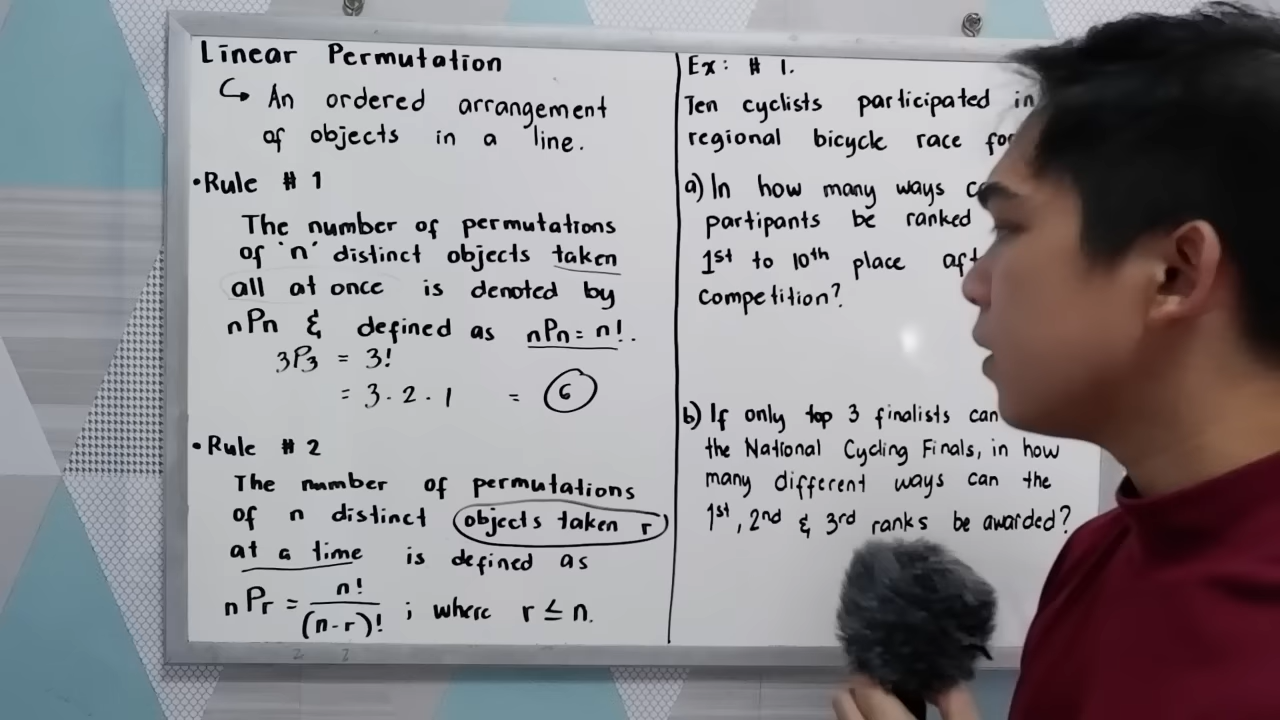 Linear Permutation
↳ An ordered arrangement
of objects in a line.
•Rule # 1
The number of permutations
of 'n' distinct objects taken
all at once is denoted by
nPn & defined as nPn = n!.
3P3 = 3!
= 3.2.1 = 6
•Rule # 2
The number of permutations
of n distinct objects taken r
at a time is defined as
nPr = n!/(n-r)! ; where r ≤ n.
Ex: # 1.
Ten cyclists participated in
regional bicycle race
a) In how many ways
partipants be ranked
1st to 10th place
competition?
b) If only top 3 finalists can
the National Cycling Finals, in how
many different ways can the
1st, 2nd & 3rd ranks be awarded?